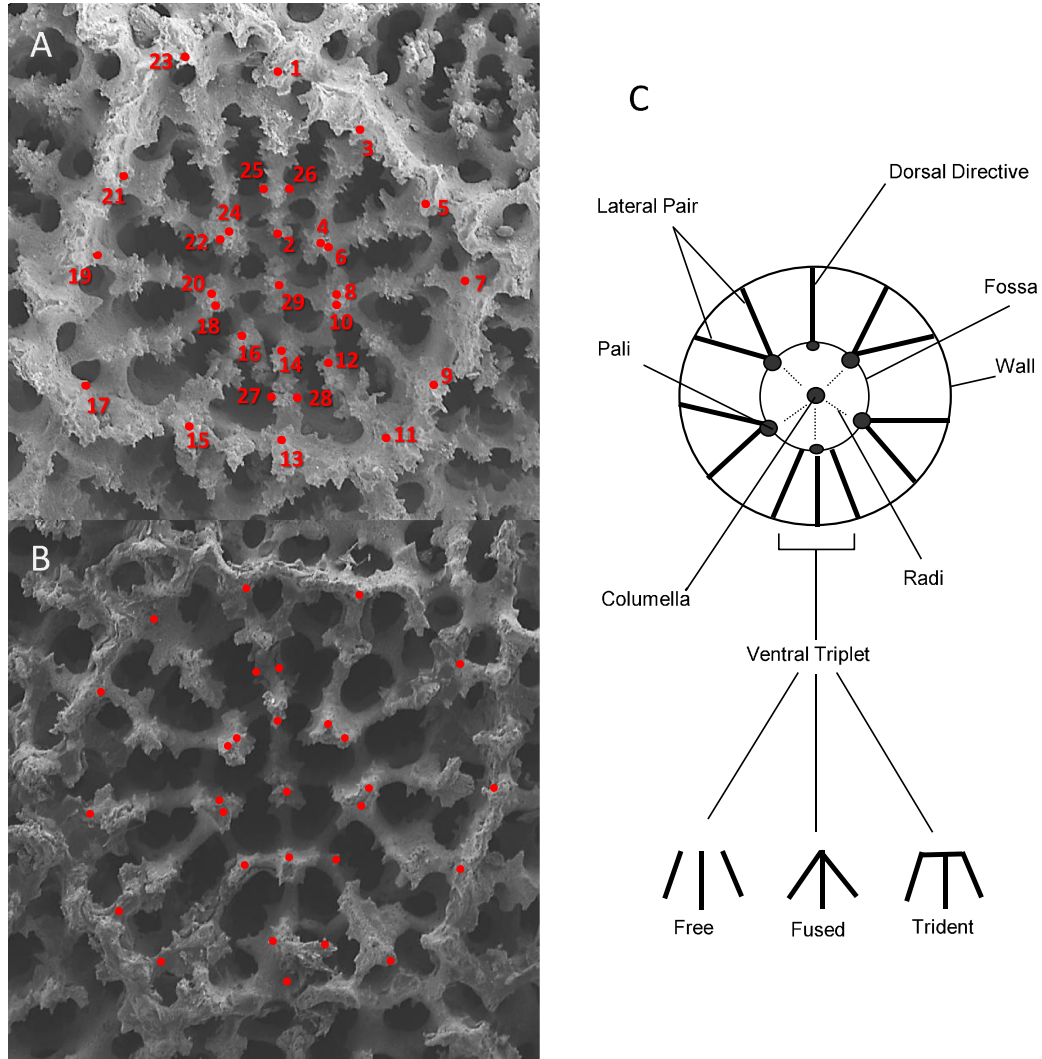 A
23
1
3
25
26
21
5
24
4
22
2
6
19
7
20
29
8
18
10
16
14
12
17
9
27
28
15
11
13
B
C
Dorsal Directive
Lateral Pair
Fossa
Pali
Wall
Columella
Radi
Ventral Triplet
Free
Fused
Trident